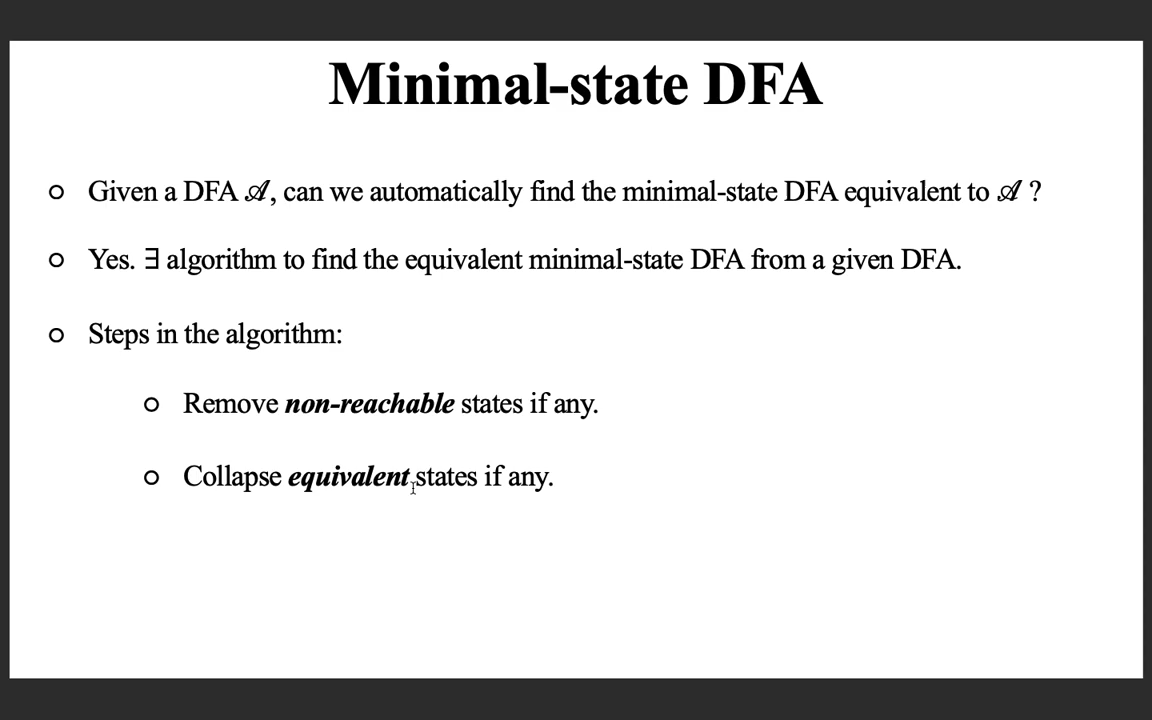 Minimal-state DFA
○ Given a DFA 𝒜, can we automatically find the minimal-state DFA equivalent to 𝒜 ?
○ Yes. ∃ algorithm to find the equivalent minimal-state DFA from a given DFA.
○ Steps in the algorithm:
○ Remove non-reachable states if any.
○ Collapse equivalent states if any.